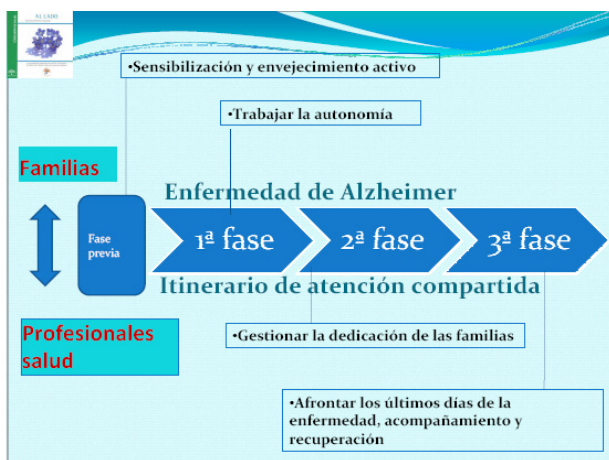 AL LADO
•Sensibilización y envejecimiento activo
•Trabajar la autonomía
Familias
Enfermedad de Alzheimer
Fase
previa
1ª fase
2ª fase
3ª fase
Itinerario de atención compartida
Profesionales
salud
•Gestionar la dedicación de las familias
•Afrontar los últimos días de la
enfermedad, acompañamiento y
recuperación